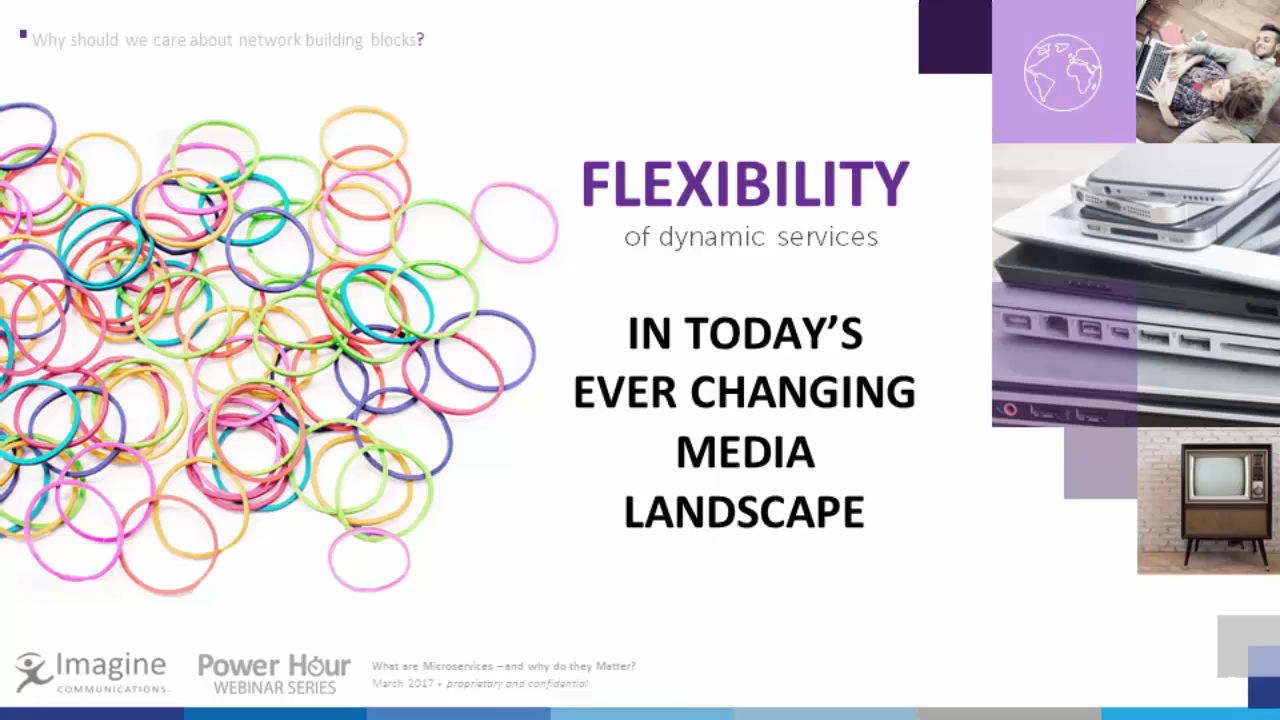 Why should we care about network building blocks?
FLEXIBILITY
of dynamic services
IN TODAY'S
EVER CHANGING
MEDIA
LANDSCAPE
Imagine
COMMUNICATIONS
Power Hour
WEBINAR SERIES
What are Microservices – and why do they Matter?
March 2017 • proprietary and confidential